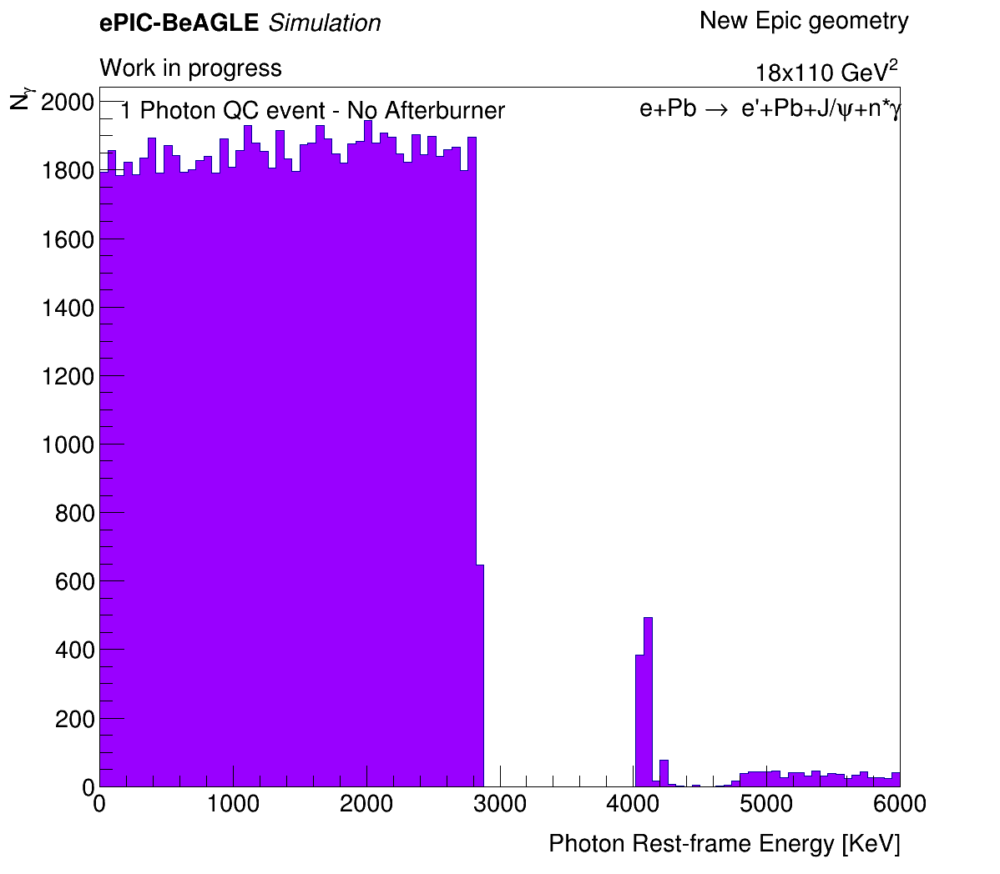 ePIC-BeAGLE Simulation
New Epic geometry
Work in progress
18x110 GeV²
1 Photon QC event - No Afterburner
e+Pb → e'+Pb+J/ψ+n*γ
Nγ
2000
1800
1600
1400
1200
1000
800
600
400
200
0
0 1000 2000 3000 4000 5000 6000
Photon Rest-frame Energy [KeV]